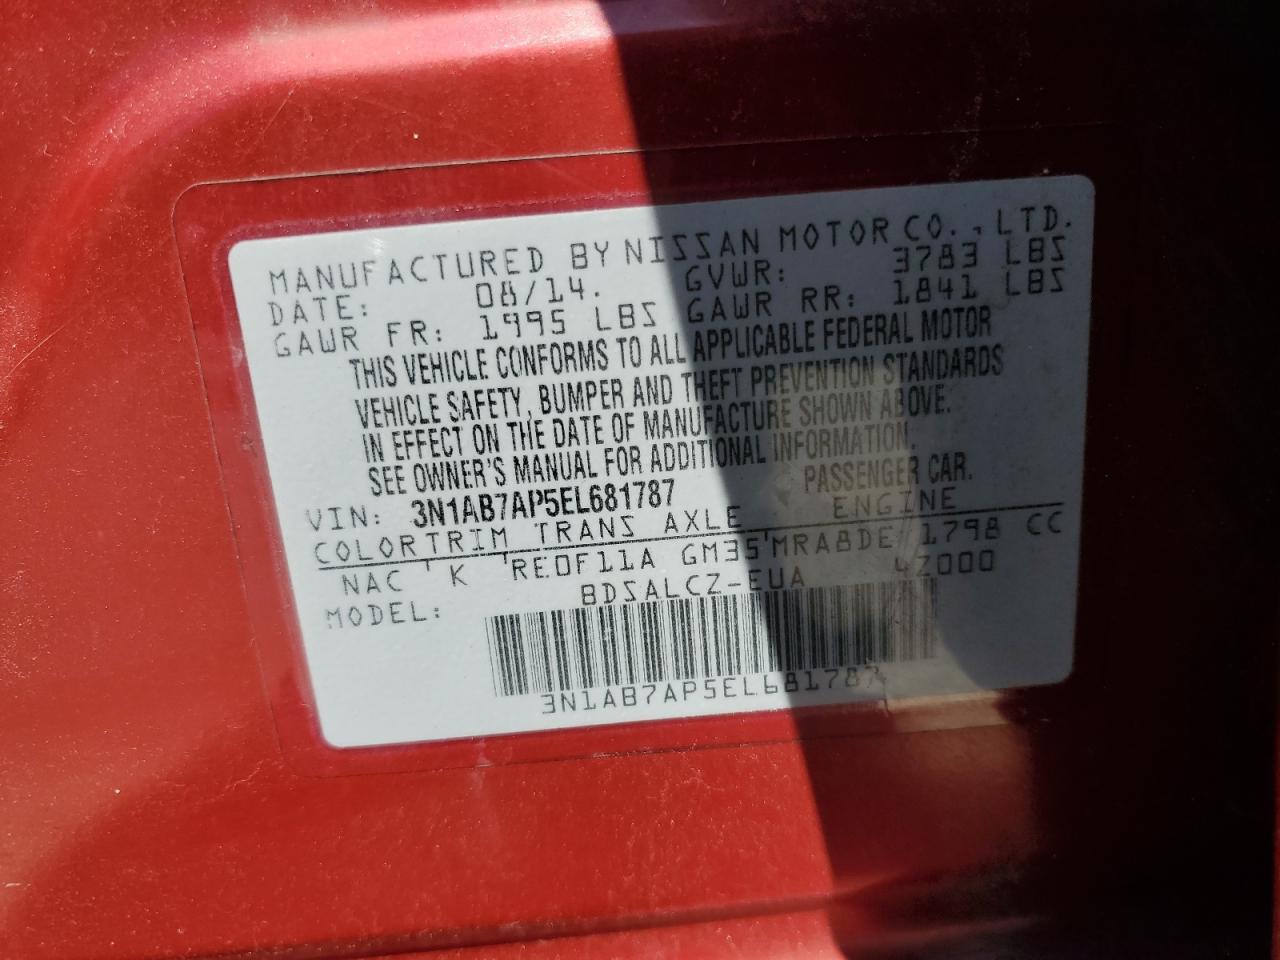 MANUFACTURED BY NISSAN MOTOR CO., LTD.
DATE: 08/14. GVWR: 3783 LBS
GAWR FR: 1995 LBS GAWR RR: 1841 LBS
THIS VEHICLE CONFORMS TO ALL APPLICABLE FEDERAL MOTOR
VEHICLE SAFETY, BUMPER AND THEFT PREVENTION STANDARDS
IN EFFECT ON THE DATE OF MANUFACTURE SHOWN ABOVE.
SEE OWNER'S MANUAL FOR ADDITIONAL INFORMATION.
PASSENGER CAR.
VIN: 3N1AB7AP5EL681787
COLOR TRIM TRANS AXLE ENGINE
NAC ' K ' RE0F11A GM35 ' MRA8DE 1798 CC
MODEL: BDSALCZ-EUA 4Z000
3N1AB7AP5EL681787